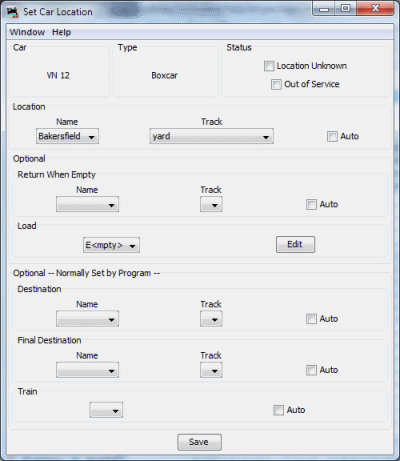 Set Car Location
Window Help
Car Type Status
VN 12 Boxcar Location Unknown
Out of Service
Location
Name Track
Bakersfield yard Auto
Optional
Return When Empty
Name Track
Auto
Load
E<mpty> Edit
Optional -- Normally Set by Program --
Destination
Name Track
Auto
Final Destination
Name Track
Auto
Train
Auto
Save